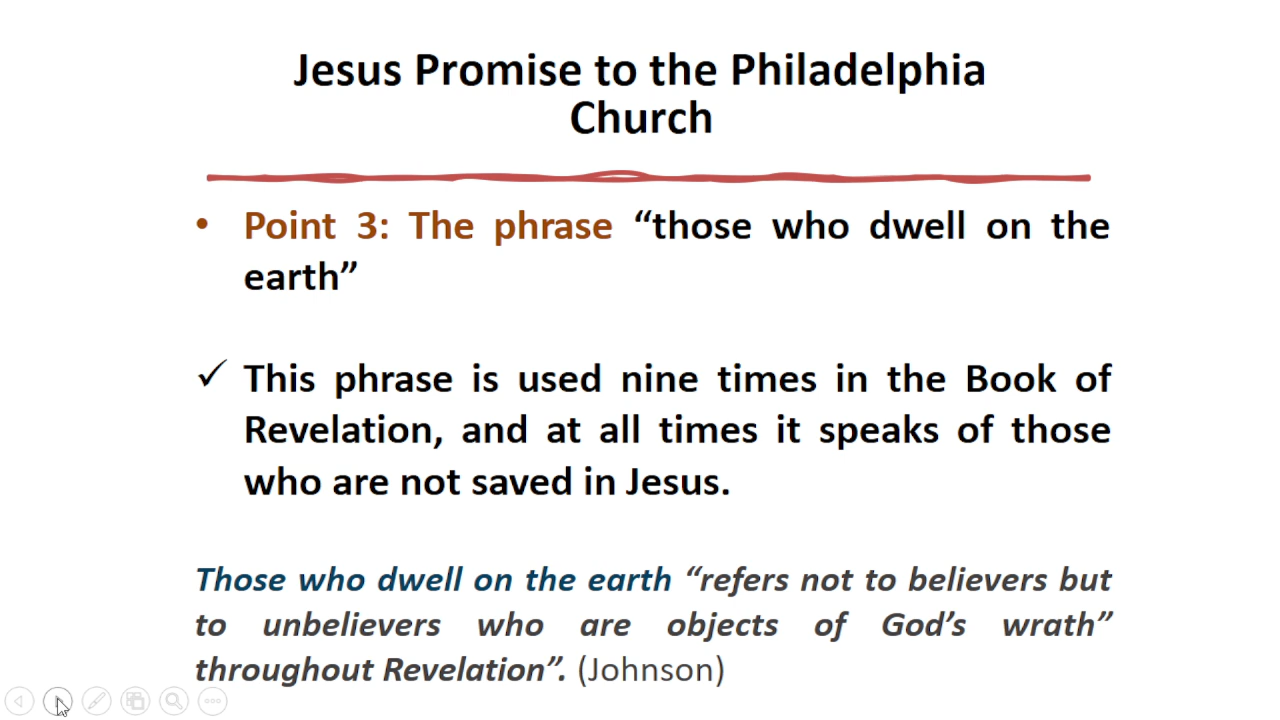 Jesus Promise to the Philadelphia
Church
• Point 3: The phrase “those who dwell on the
earth”
✓ This phrase is used nine times in the Book of
Revelation, and at all times it speaks of those
who are not saved in Jesus.
Those who dwell on the earth “refers not to believers but
to unbelievers who are objects of God’s wrath”
throughout Revelation”. (Johnson)